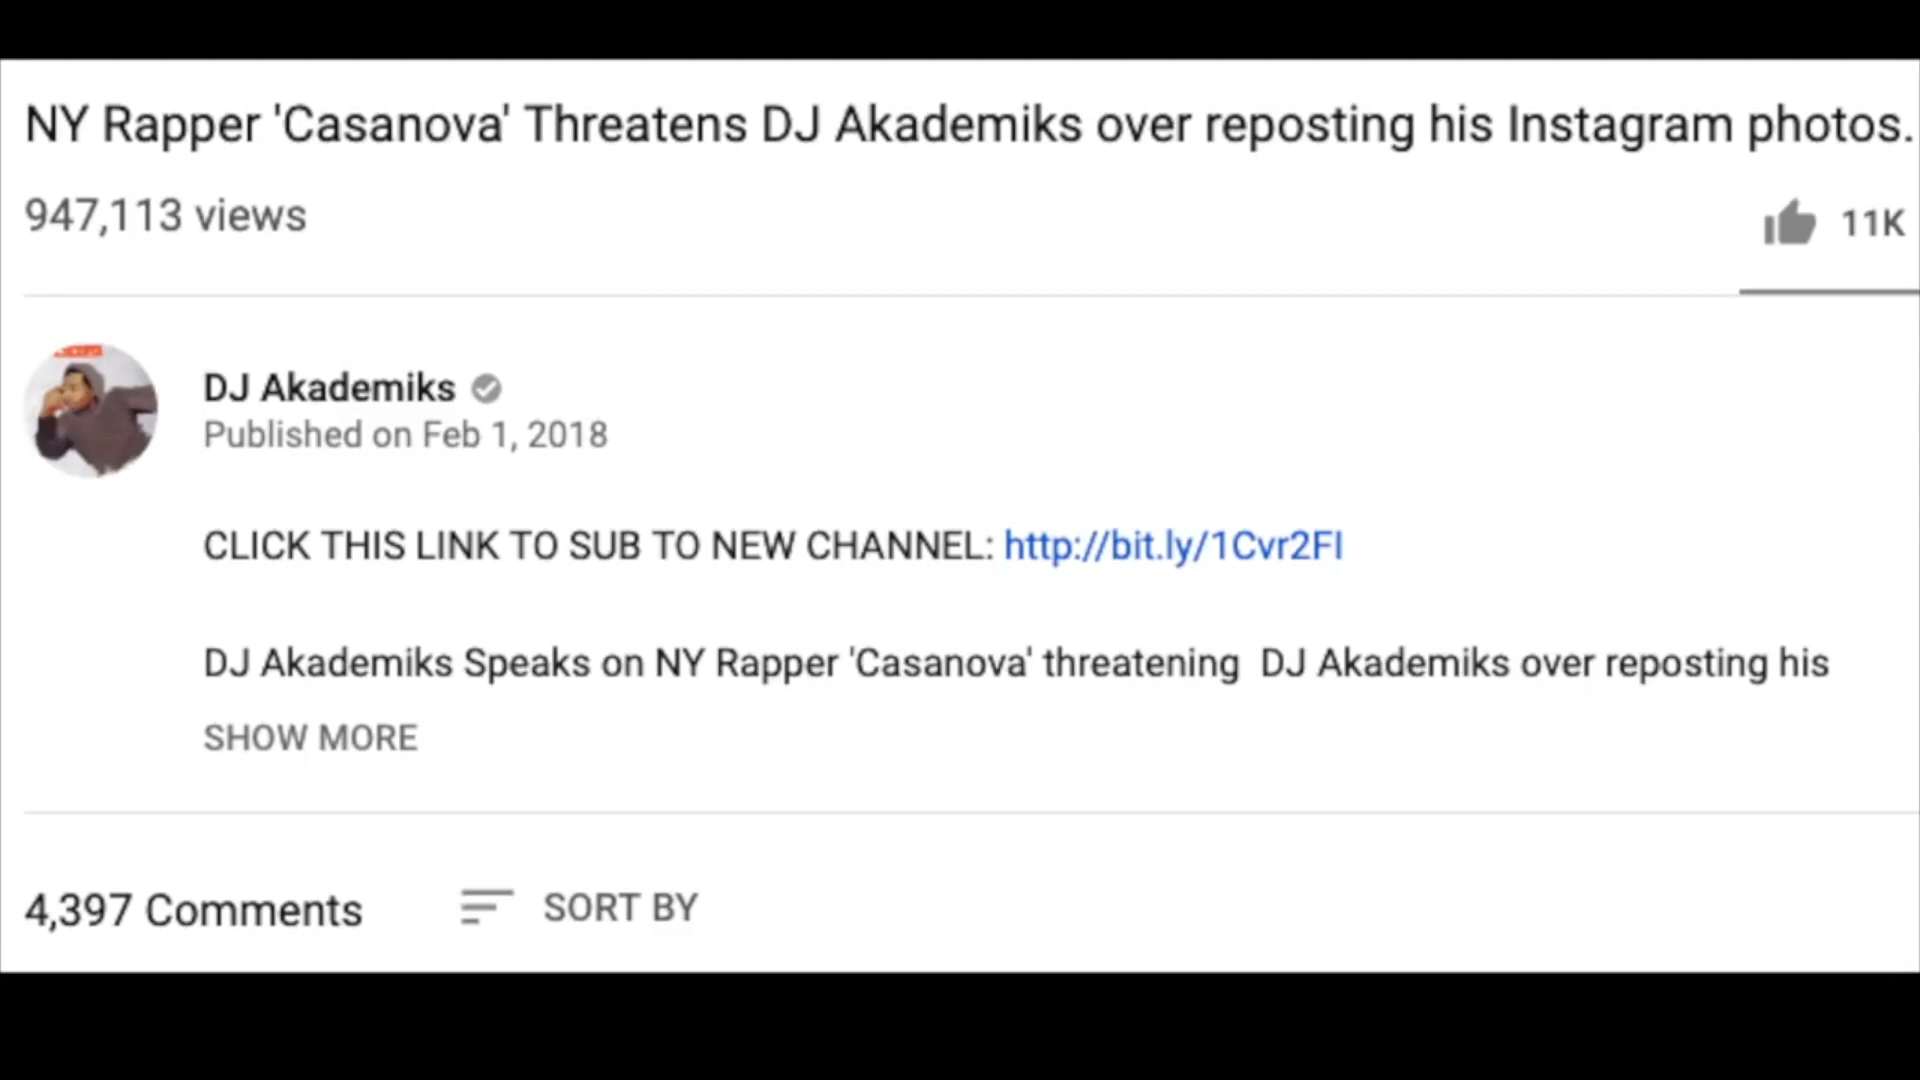 NY Rapper 'Casanova' Threatens DJ Akademiks over reposting his Instagram photos.
947,113 views
11K
DJ Akademiks
Published on Feb 1, 2018
CLICK THIS LINK TO SUB TO NEW CHANNEL: http://bit.ly/1Cvr2FI
DJ Akademiks Speaks on NY Rapper 'Casanova' threatening DJ Akademiks over reposting his
SHOW MORE
4,397 Comments
SORT BY